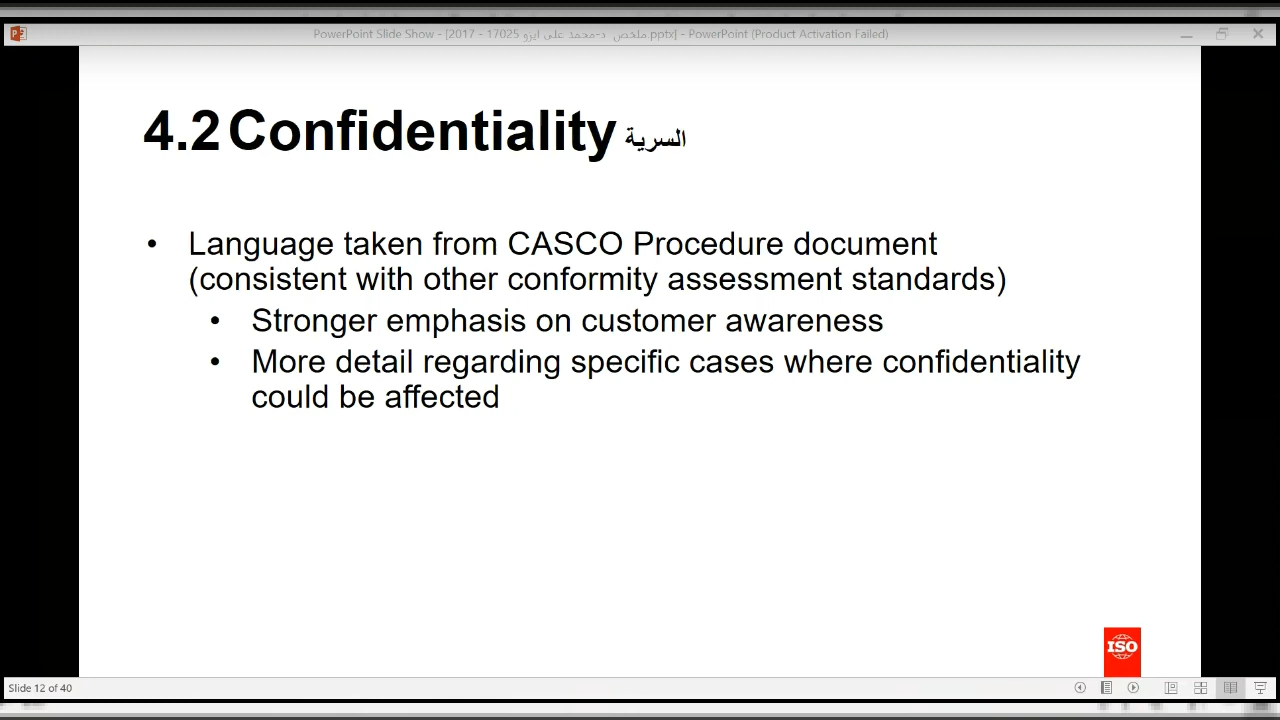 PowerPoint Slide Show - [2017 - 17025 ملخص د-محمد على ايزو.pptx] - PowerPoint (Product Activation Failed)
4.2 Confidentiality السرية
• Language taken from CASCO Procedure document
(consistent with other conformity assessment standards)
• Stronger emphasis on customer awareness
• More detail regarding specific cases where confidentiality
could be affected
ISO
Slide 12 of 40